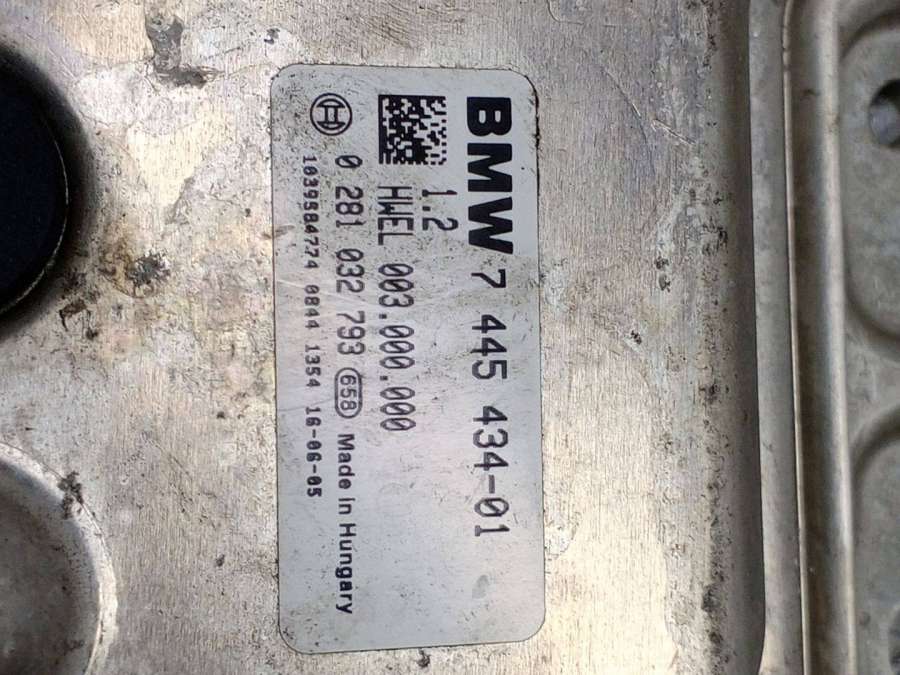 BMW 7 445 434-01
1.2
HWEL 003.000.000
0 281 032 793 658 Made in Hungary
1039S84774 0844 1354 16-06-05